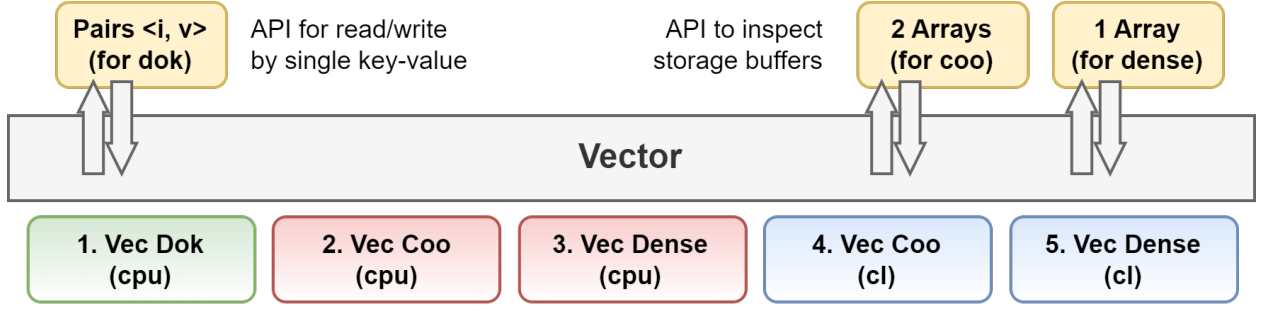 Pairs <i, v>
(for dok)
API for read/write
by single key-value
API to inspect
storage buffers
2 Arrays
(for coo)
1 Array
(for dense)
Vector
1. Vec Dok
(cpu)
2. Vec Coo
(cpu)
3. Vec Dense
(cpu)
4. Vec Coo
(cl)
5. Vec Dense
(cl)